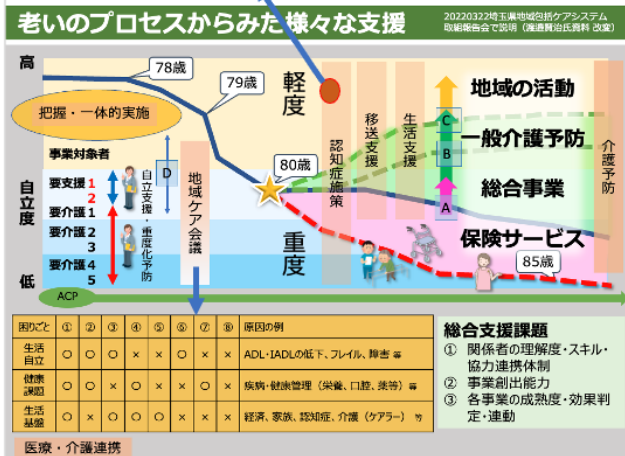 老いのプロセスからみた様々な支援
20220322埼玉県地域包括ケアシステム
取組報告会で説明（渡邉賢治氏資料 改変）
高
自立度
低
78歳
79歳
80歳
85歳
把握・一体的実施
事業対象者
要支援 1
2
要介護 1
要介護 2
3
要介護 4
5
自立支援・重度化予防
D
地域ケア会議
軽度
重度
認知症施策
移送支援
生活支援
C
B
A
地域の活動
一般介護予防
総合事業
保険サービス
介護予防
ACP
困りごと ① ② ③ ④ ⑤ ⑥ ⑦ ⑧ 原因の例
生活自立 ○ ○ ○ × × ○ × × ADL・IADLの低下、フレイル、障害 等
健康課題 ○ ○ × ○ × × ○ × 疾病・健康管理（栄養、口腔、薬等）等
生活基盤 ○ × ○ ○ ○ × × × 経済、家族、認知症、介護（ケアラー） 等
総合支援課題
① 関係者の理解度・スキル・
協力連携体制
② 事業創出能力
③ 各事業の成熟度・効果判
定・連動
医療・介護連携